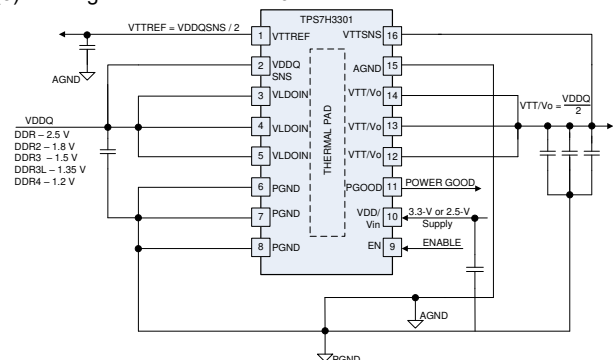 TPS7H3301
VTTREF = VDDQSNS / 2
1 VTTREF
VTTSNS 16
2 VDDQ
SNS
AGND 15
AGND
3 VLDOIN
VTT/Vo 14
VTT/Vo = VDDQ
2
VDDQ
4 VLDOIN
VTT/Vo 13
DDR – 2.5 V
DDR2 – 1.8 V
DDR3 – 1.5 V
DDR3L – 1.35 V
DDR4 – 1.2 V
5 VLDOIN
VTT/Vo 12
THERMAL PAD
6 PGND
PGOOD 11 POWER GOOD
7 PGND
VDD/
Vin 10 3.3-V or 2.5-V
Supply
8 PGND
EN 9 ENABLE
AGND
PGND